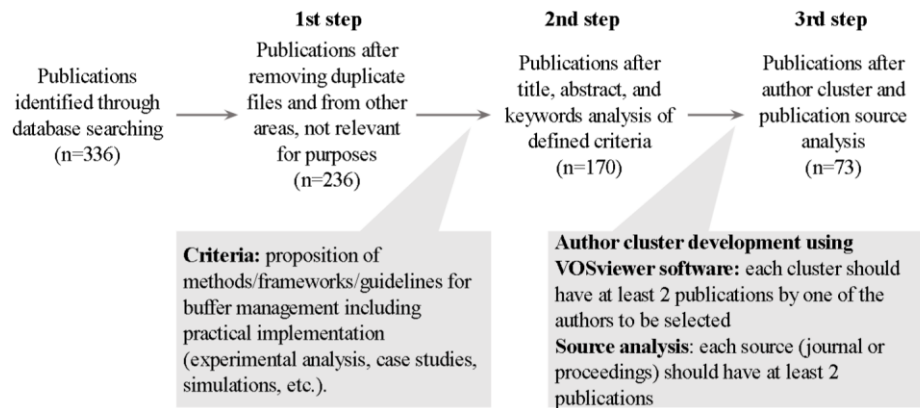 Publications
identified through
database searching
(n=336)
1st step
Publications after
removing duplicate
files and from other
areas, not relevant
for purposes
(n=236)
2nd step
Publications after
title, abstract, and
keywords analysis of
defined criteria
(n=170)
3rd step
Publications after
author cluster and
publication source
analysis
(n=73)
Criteria: proposition of
methods/frameworks/guidelines for
buffer management including
practical implementation
(experimental analysis, case studies,
simulations, etc.).
Author cluster development using
VOSviewer software: each cluster should
have at least 2 publications by one of the
authors to be selected
Source analysis: each source (journal or
proceedings) should have at least 2
publications